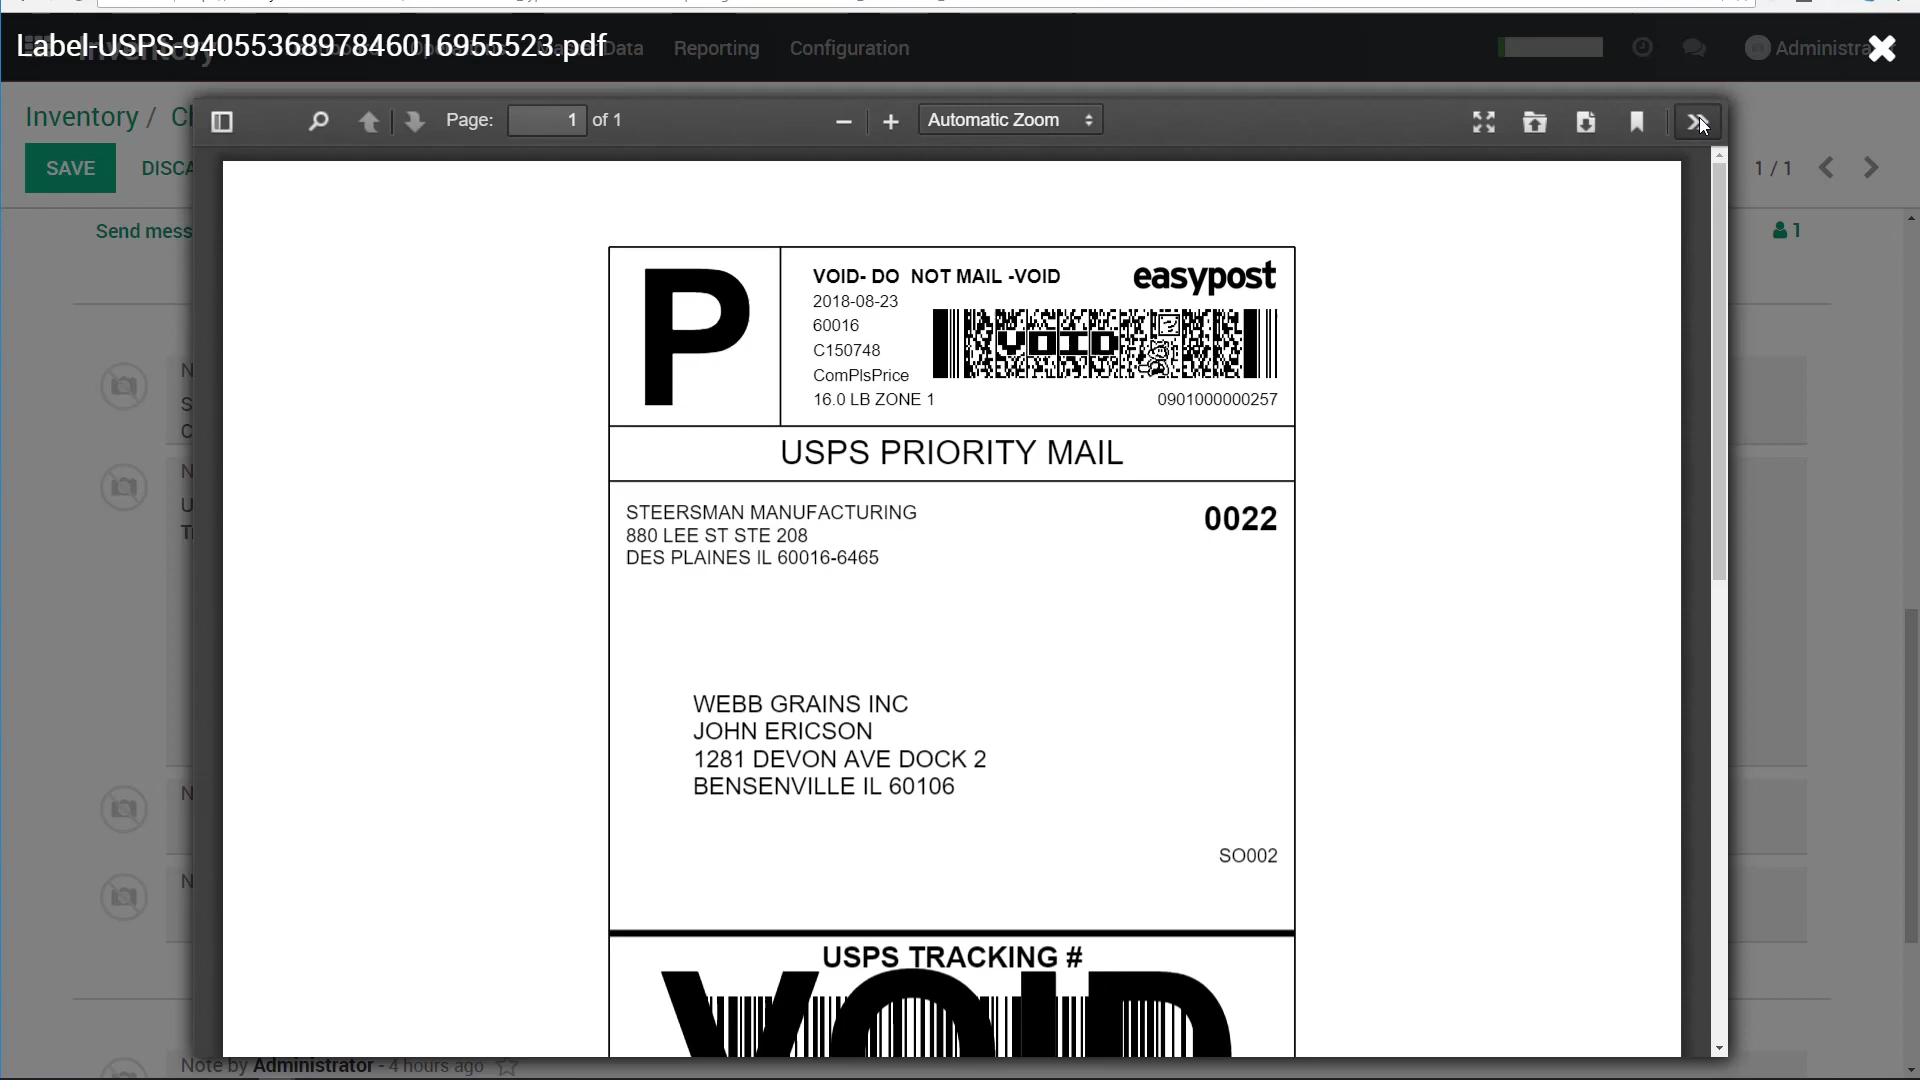 Label-USPS-9405536897846016955523.pdf
Inventory
Data
Reporting
Configuration
Administra
Inventory / Ch
Page: 1 of 1
Automatic Zoom
SAVE
DISCA
1 / 1
Send mess
1
VOID- DO NOT MAIL -VOID
easypost
2018-08-23
60016
C150748
VOID
ComPlsPrice
16.0 LB ZONE 1
0901000000257
P
USPS PRIORITY MAIL
STEERSMAN MANUFACTURING
0022
880 LEE ST STE 208
DES PLAINES IL 60016-6465
WEBB GRAINS INC
JOHN ERICSON
1281 DEVON AVE DOCK 2
BENSENVILLE IL 60106
SO002
USPS TRACKING #
VOID
Note by Administrator - 4 hours ago